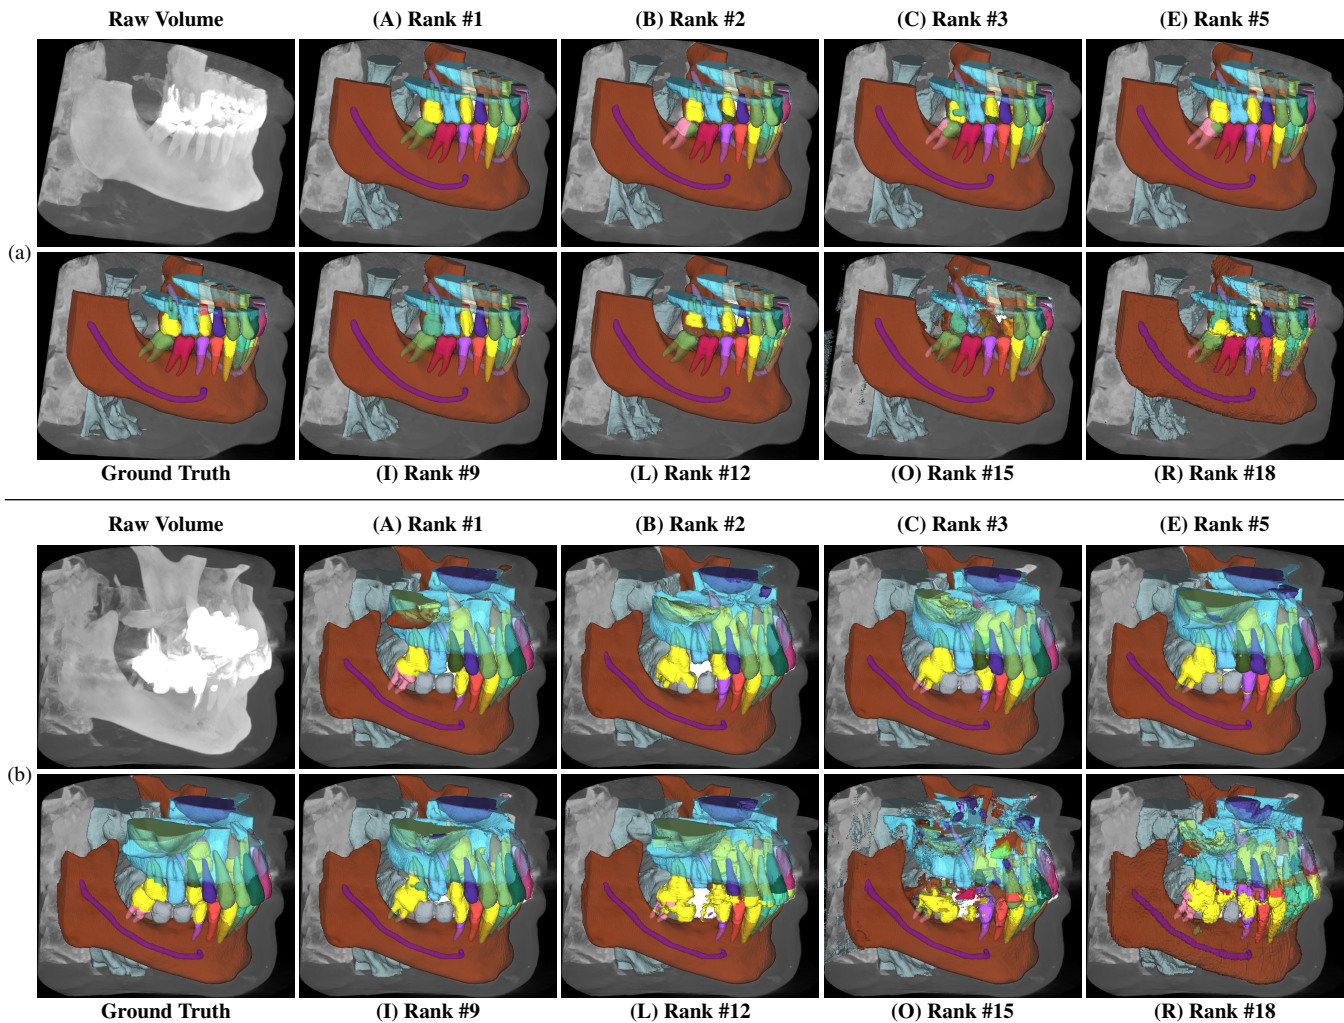 Raw Volume (A) Rank #1 (B) Rank #2 (C) Rank #3 (E) Rank #5
(a)
Ground Truth (I) Rank #9 (L) Rank #12 (O) Rank #15 (R) Rank #18
Raw Volume (A) Rank #1 (B) Rank #2 (C) Rank #3 (E) Rank #5
(b)
Ground Truth (I) Rank #9 (L) Rank #12 (O) Rank #15 (R) Rank #18